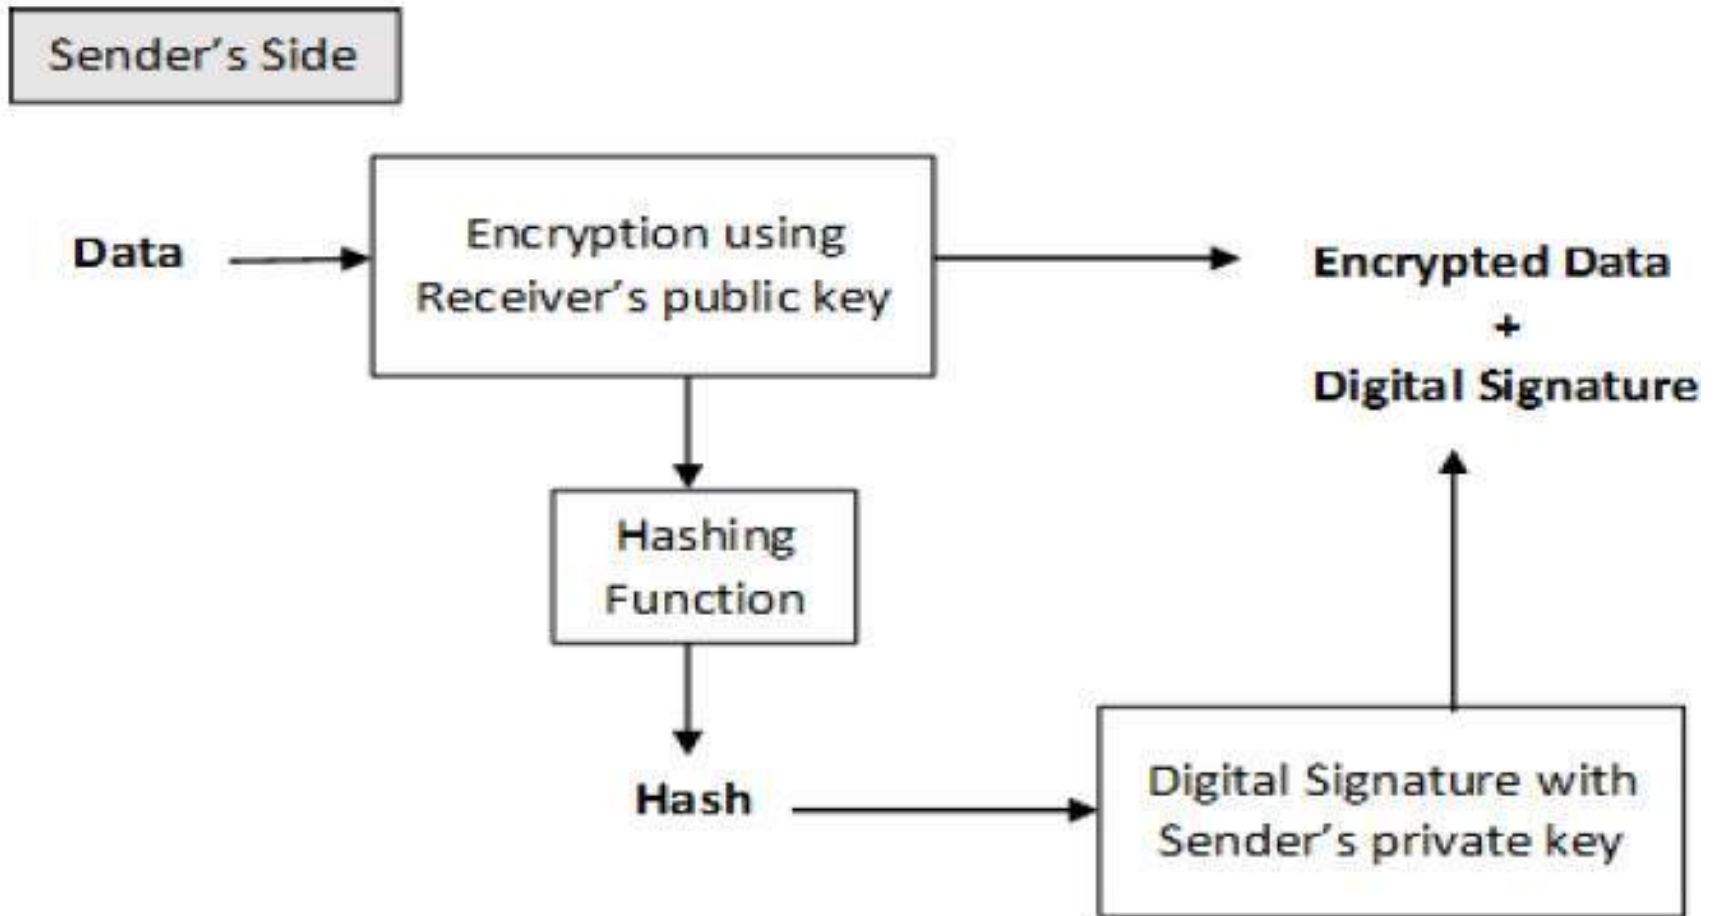 Sender’s Side
Data
Encryption using
Receiver’s public key
Encrypted Data
+
Digital Signature
Hashing
Function
Hash
Digital Signature with
Sender’s private key